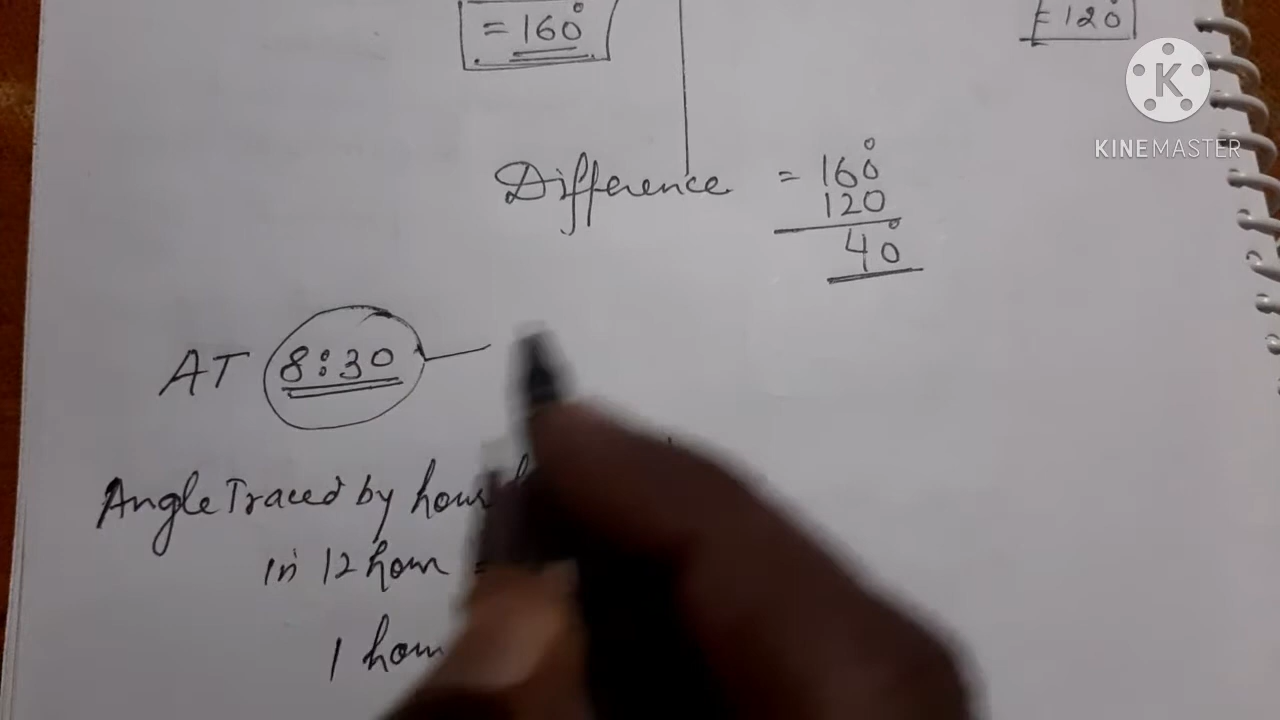 = 160°
= 120
K
KINEMASTER
Difference = 160°
120
40°
AT 8:30
Angle Traced by hour
in 12 hour =
1 hour